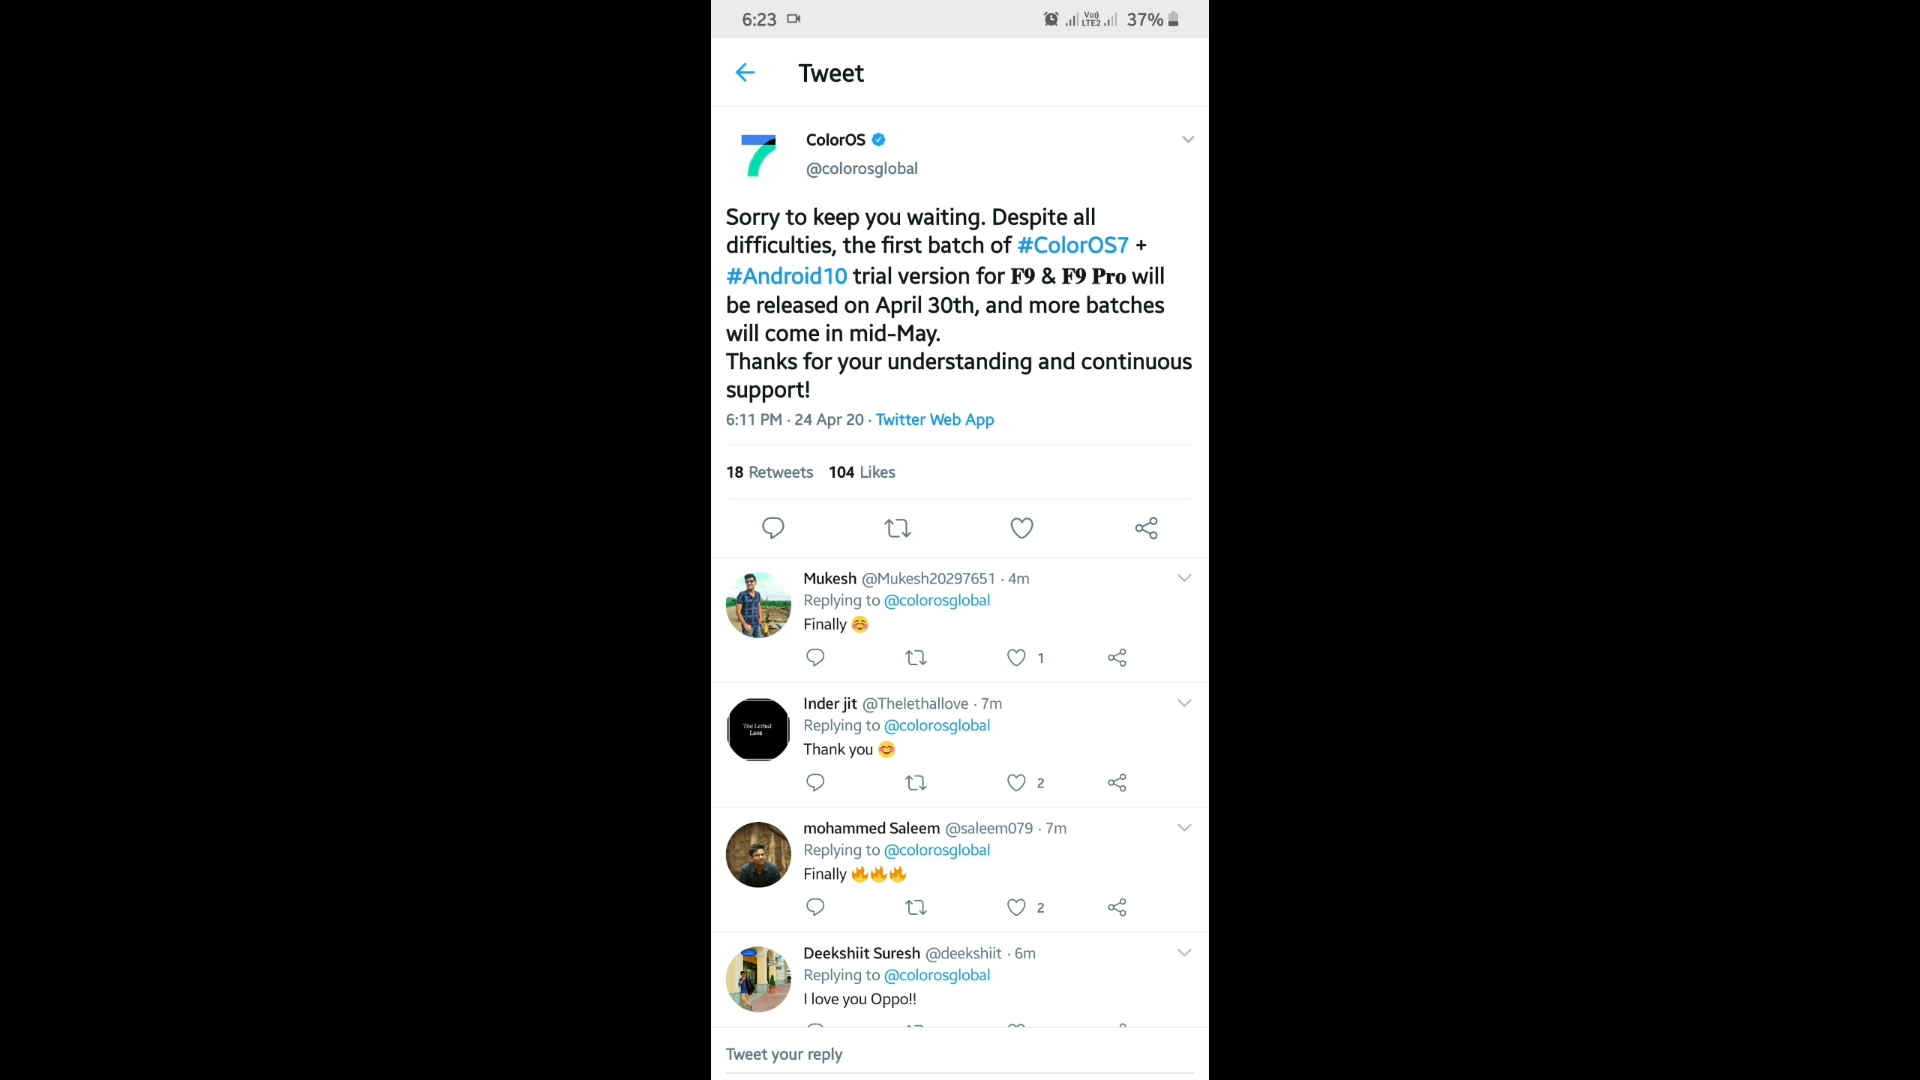 6:23 Vo)) LTE2 37%
Tweet
ColorOS
@colorosglobal
Sorry to keep you waiting. Despite all
difficulties, the first batch of #ColorOS7 +
#Android10 trial version for 𝐅𝟗 & 𝐅𝟗 𝐏𝐫𝐨 will
be released on April 30th, and more batches
will come in mid-May.
Thanks for your understanding and continuous
support!
6:11 PM · 24 Apr 20 · Twitter Web App
18 Retweets 104 Likes
Mukesh @Mukesh20297651 · 4m
Replying to @colorosglobal
Finally ☺️
1
Inder jit @Thelethallove · 7m
The Lethal
Love
Replying to @colorosglobal
Thank you 😊
2
mohammed Saleem @saleem079 · 7m
Replying to @colorosglobal
Finally 🔥🔥🔥
2
Deekshiit Suresh @deekshiit · 6m
Replying to @colorosglobal
I love you Oppo!!
Tweet your reply